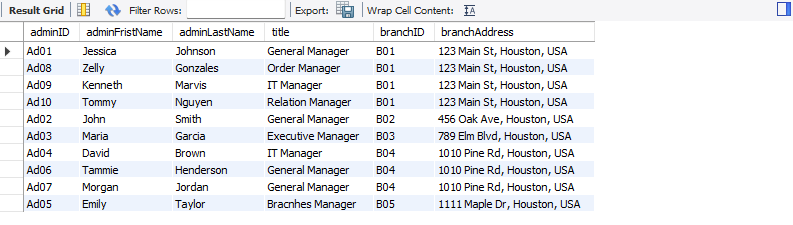 Result Grid Filter Rows: Export: Wrap Cell Content:
adminID adminFristName adminLastName title branchID branchAddress
Ad01 Jessica Johnson General Manager B01 123 Main St, Houston, USA
Ad08 Zelly Gonzales Order Manager B01 123 Main St, Houston, USA
Ad09 Kenneth Marvis IT Manager B01 123 Main St, Houston, USA
Ad10 Tommy Nguyen Relation Manager B01 123 Main St, Houston, USA
Ad02 John Smith General Manager B02 456 Oak Ave, Houston, USA
Ad03 Maria Garcia Executive Manager B03 789 Elm Blvd, Houston, USA
Ad04 David Brown IT Manager B04 1010 Pine Rd, Houston, USA
Ad06 Tammie Henderson General Manager B04 1010 Pine Rd, Houston, USA
Ad07 Morgan Jordan General Manager B04 1010 Pine Rd, Houston, USA
Ad05 Emily Taylor Bracnhes Manager B05 1111 Maple Dr, Houston, USA